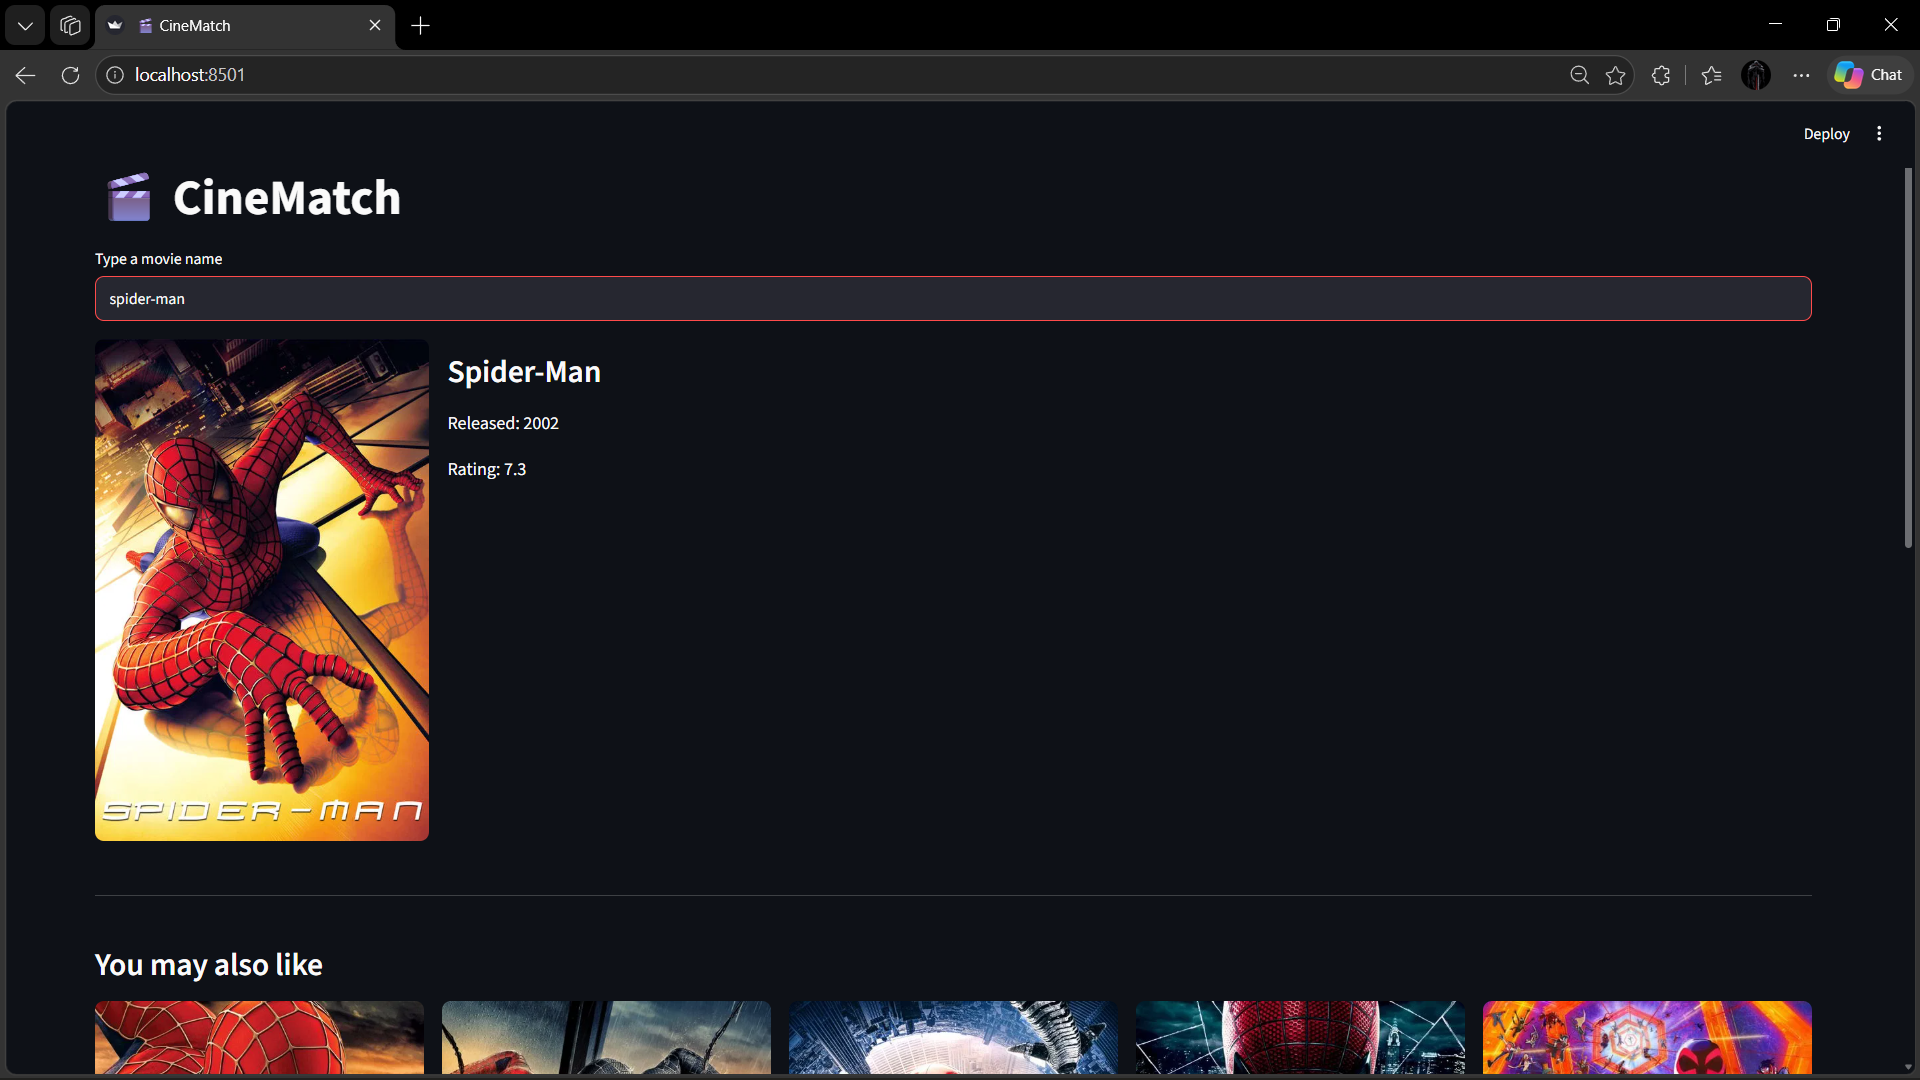 CineMatch
localhost:8501
Chat
Deploy
CineMatch
Type a movie name
spider-man
Spider-Man
Released: 2002
Rating: 7.3
SPIDER-MAN
You may also like